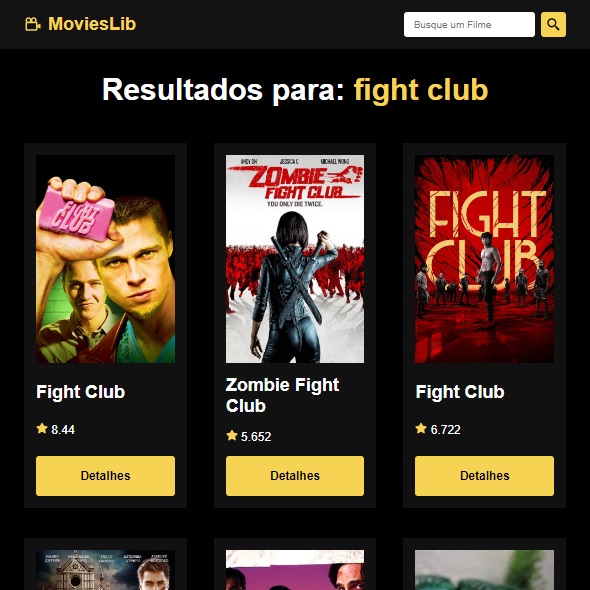 MoviesLib
Busque um Filme
Resultados para: fight club
FIGHT
CLUB
ANDY ON JESSICA C MICHAEL WONG
ZOMBIE
FIGHT CLUB
YOU ONLY DIE TWICE.
FIGHT
CLUB
Fight Club
Zombie Fight
Club
Fight Club
8.44
5.652
6.722
Detalhes
Detalhes
Detalhes